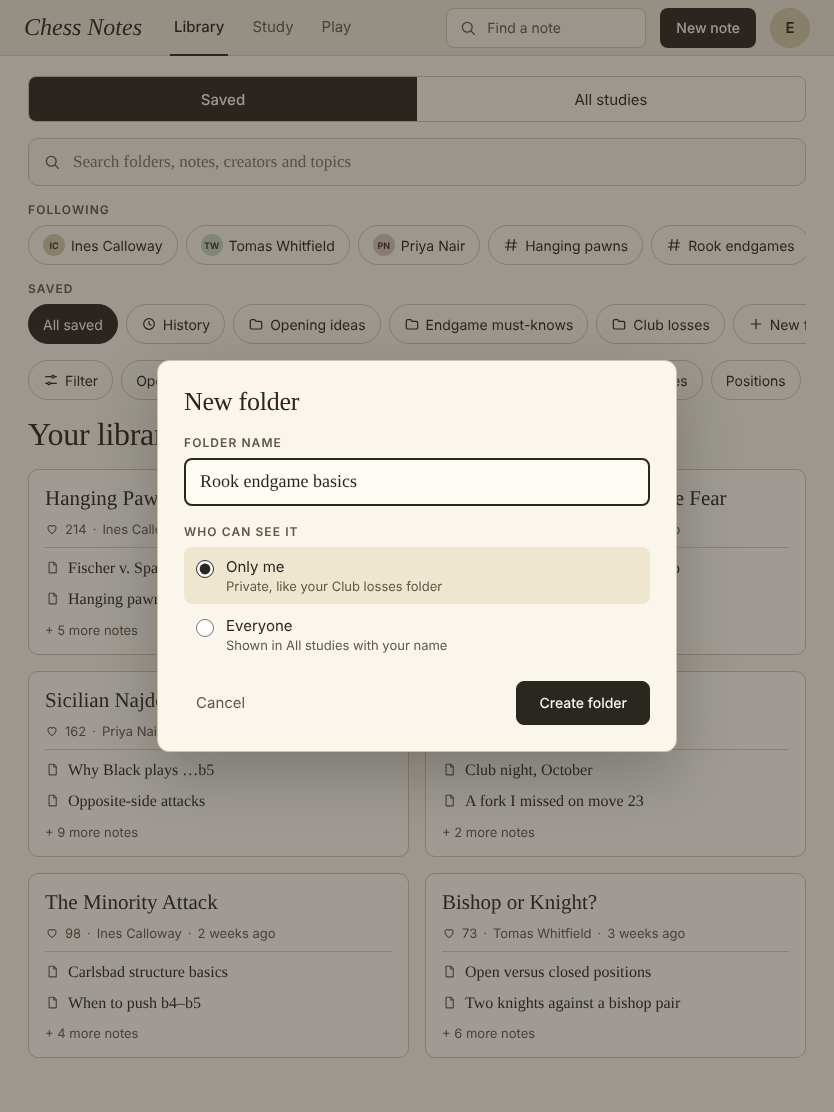 Chess Notes Library Study Play Find a note New note E
Saved All studies
Search folders, notes, creators and topics
FOLLOWING
IC Ines Calloway TW Tomas Whitfield PN Priya Nair # Hanging pawns # Rook endgames
SAVED
All saved History Opening ideas Endgame must-knows Club losses + New
Filter Positions
Your
New folder
FOLDER NAME
Rook endgame basics
WHO CAN SEE IT
Only me
Private, like your Club losses folder
Everyone
Shown in All studies with your name
Cancel Create folder
Hanging
214 · Ines
Fischer v.
Hanging
+ 5 more notes
Fear
Sicilian
162 · Priya
Why Black plays …b5
Opposite-side attacks
+ 9 more notes
Club night, October
A fork I missed on move 23
+ 2 more notes
The Minority Attack
98 · Ines Calloway · 2 weeks ago
Carlsbad structure basics
When to push b4–b5
+ 4 more notes
Bishop or Knight?
73 · Tomas Whitfield · 3 weeks ago
Open versus closed positions
Two knights against a bishop pair
+ 6 more notes